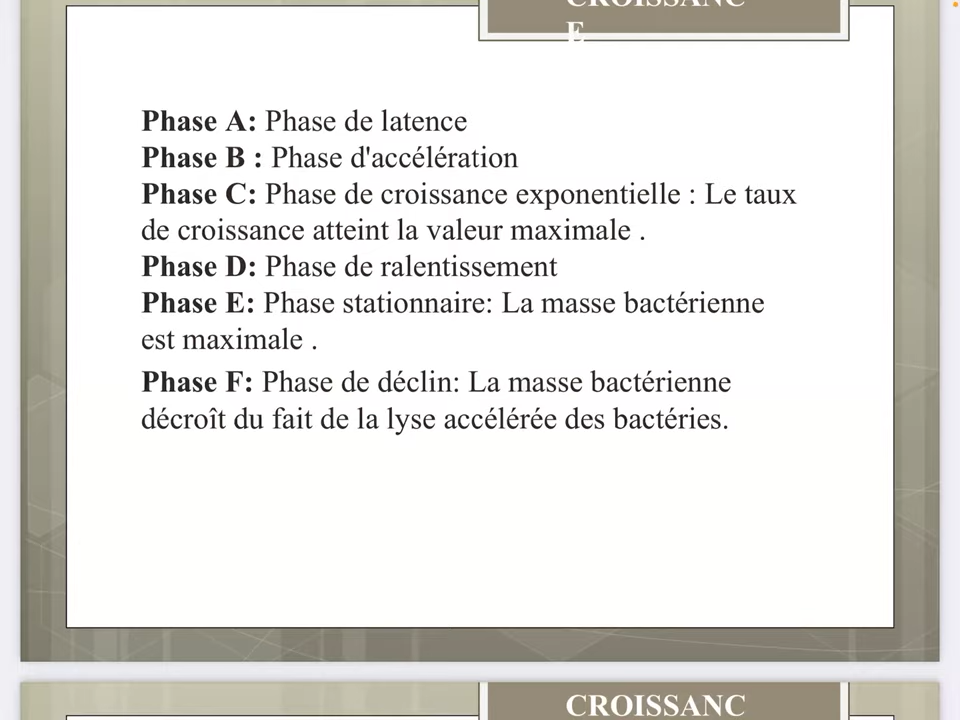 CROISSANC
E
Phase A: Phase de latence
Phase B : Phase d'accélération
Phase C: Phase de croissance exponentielle : Le taux
de croissance atteint la valeur maximale .
Phase D: Phase de ralentissement
Phase E: Phase stationnaire: La masse bactérienne
est maximale .
Phase F: Phase de déclin: La masse bactérienne
décroît du fait de la lyse accélérée des bactéries.
CROISSANC